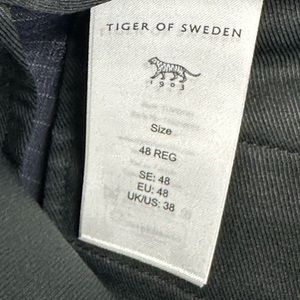 TIGER OF SWEDEN
1903
Size
48 REG
SE: 48
EU: 48
UK/US: 38